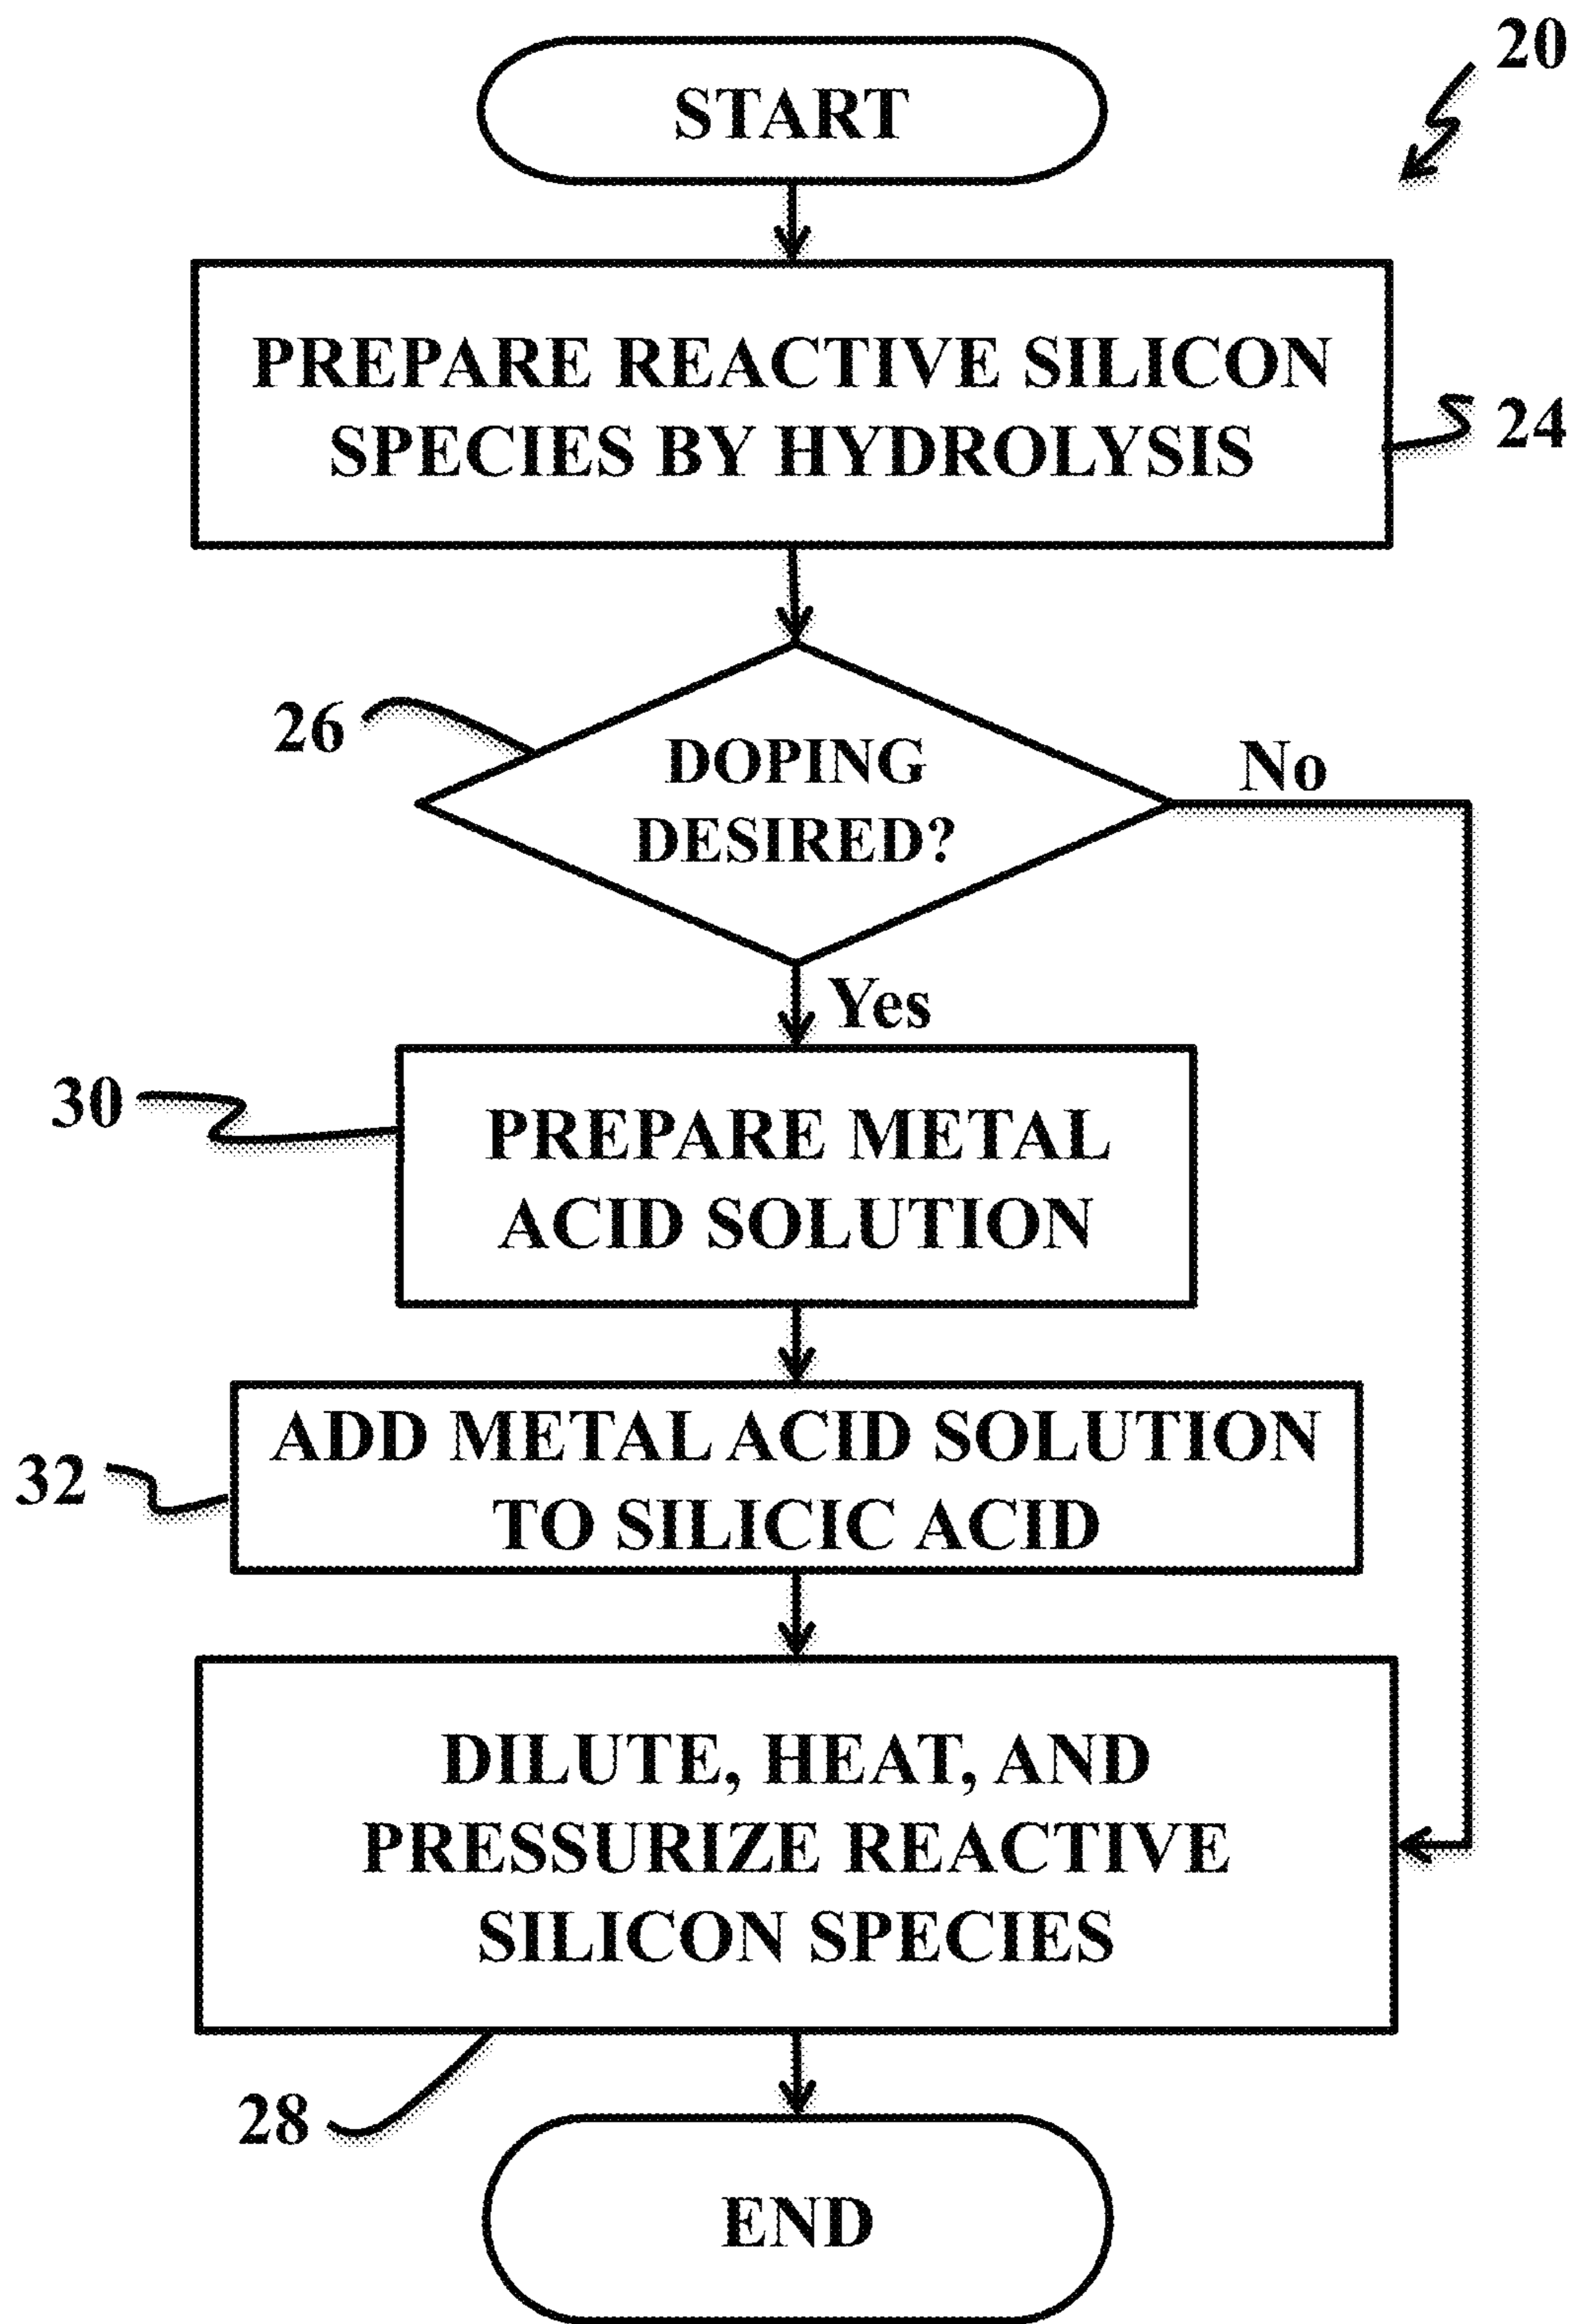 20
START
PREPARE REACTIVE SILICON
SPECIES BY HYDROLYSIS
24
26
DOPING
DESIRED?
No
Yes
30
PREPARE METAL
ACID SOLUTION
32
ADD METAL ACID SOLUTION
TO SILICIC ACID
DILUTE, HEAT, AND
PRESSURIZE REACTIVE
SILICON SPECIES
28
END